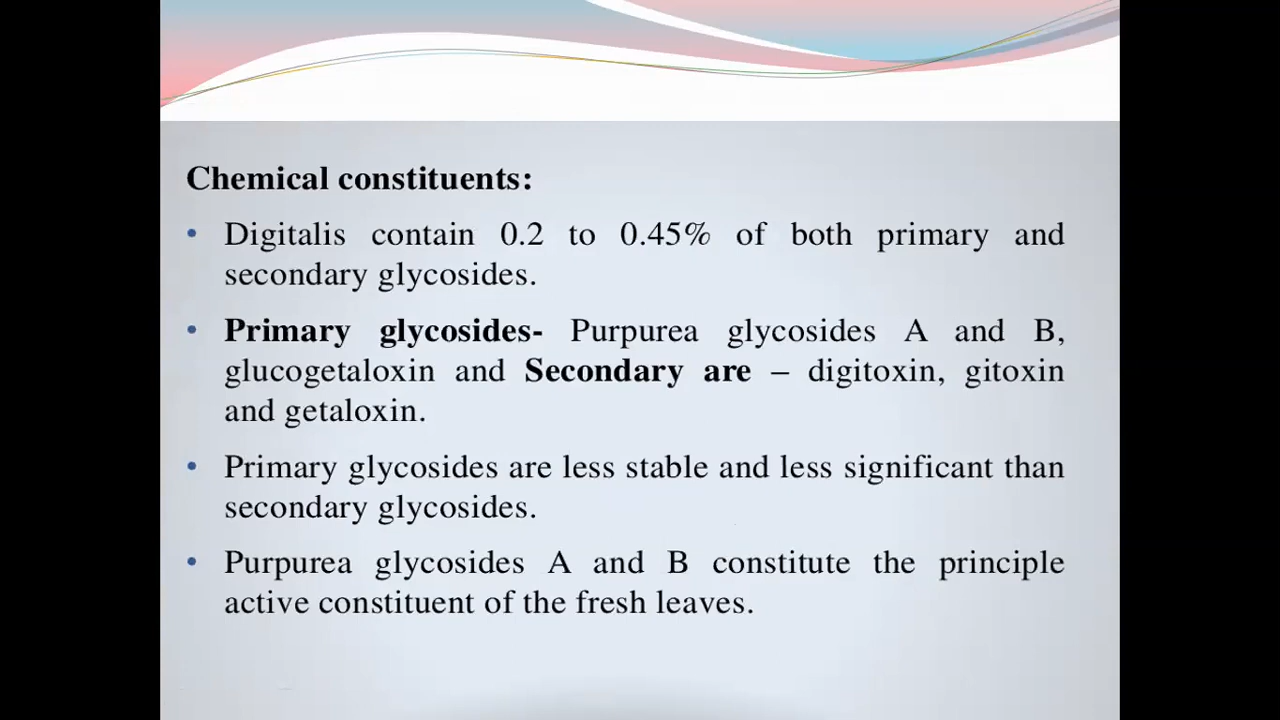 Chemical constituents:
• Digitalis contain 0.2 to 0.45% of both primary and
secondary glycosides.
• Primary glycosides- Purpurea glycosides A and B,
glucogetaloxin and Secondary are – digitoxin, gitoxin
and getaloxin.
• Primary glycosides are less stable and less significant than
secondary glycosides.
• Purpurea glycosides A and B constitute the principle
active constituent of the fresh leaves.